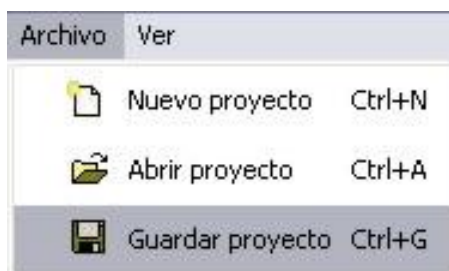 Archivo Ver
Nuevo proyecto Ctrl+N
Abrir proyecto Ctrl+A
Guardar proyecto Ctrl+G